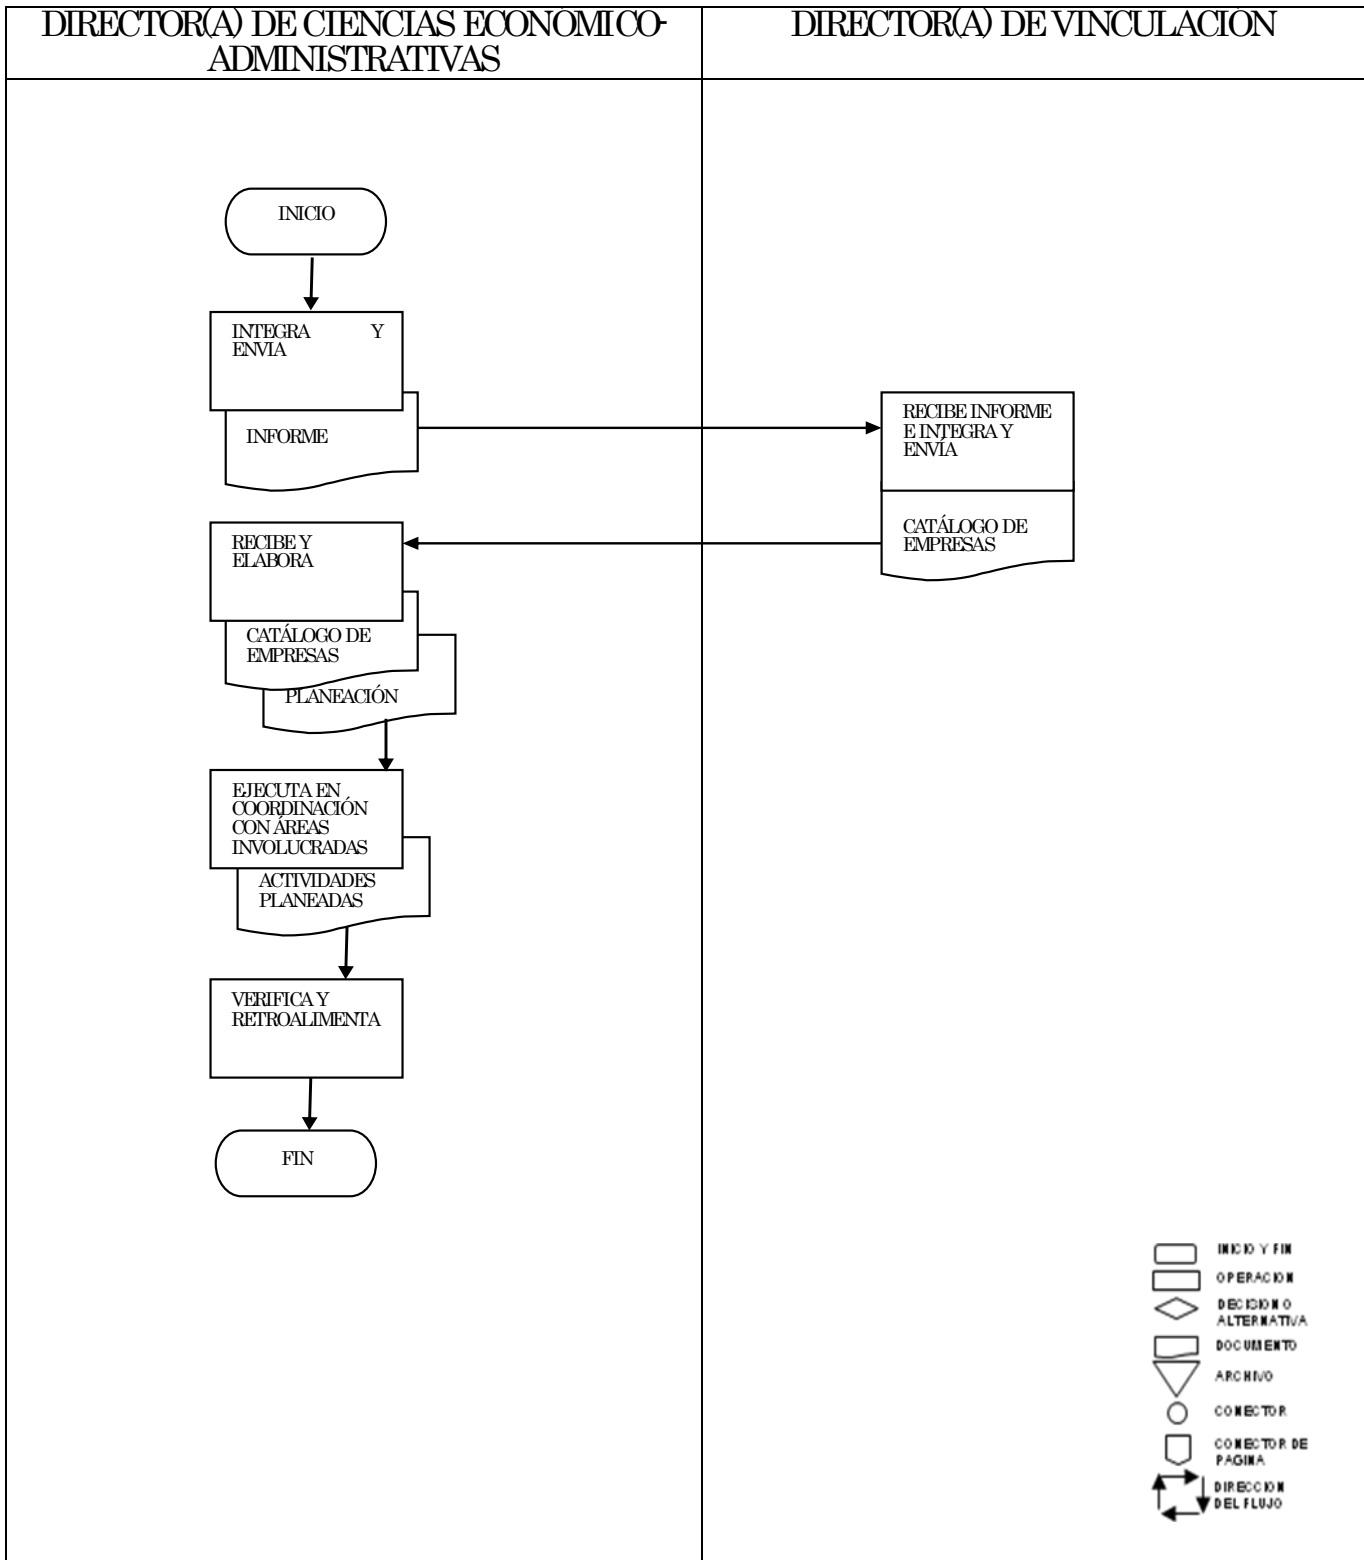 DIRECTOR(A) DE CIENCIAS ECONÓMICO-
ADMINISTRATIVAS
DIRECTOR(A) DE VINCULACIÓN
INICIO
INTEGRA Y
ENVIA
INFORME
RECIBE INFORME
E INTEGRA Y
ENVÍA
CATÁLOGO DE
EMPRESAS
RECIBE Y
ELABORA
CATÁLOGO DE
EMPRESAS
PLANEACIÓN
EJECUTA EN
COORDINACIÓN
CON ÁREAS
INVOLUCRADAS
ACTIVIDADES
PLANEADAS
VERIFICA Y
RETROALIMENTA
FIN
INICIO Y FIN
OPERACION
DECISION O
ALTERNATIVA
DOCUMENTO
ARCHIVO
CONECTOR
CONECTOR DE
PAGINA
DIRECCION
DEL FLUJO